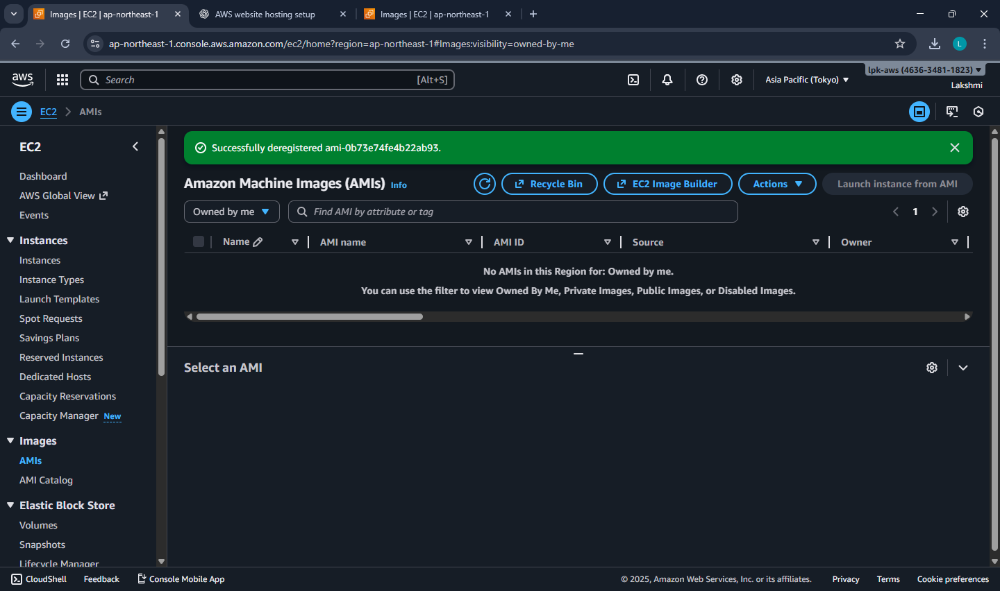 Images | EC2 | ap-northeast-1
AWS website hosting setup
Images | EC2 | ap-northeast-1
ap-northeast-1.console.aws.amazon.com/ec2/home?region=ap-northeast-1#Images:visibility=owned-by-me
L
aws
Search
[Alt+S]
Asia Pacific (Tokyo)
lpk-aws (4636-3481-1823)
Lakshmi
EC2
AMIs
EC2
Dashboard
AWS Global View
Events
Instances
Instances
Instance Types
Launch Templates
Spot Requests
Savings Plans
Reserved Instances
Dedicated Hosts
Capacity Reservations
Capacity Manager New
Images
AMIs
AMI Catalog
Elastic Block Store
Volumes
Snapshots
Lifecycle Manager
Successfully deregistered ami-0b73e74fe4b22ab93.
Amazon Machine Images (AMIs) Info
Recycle Bin
EC2 Image Builder
Actions
Launch instance from AMI
Owned by me
Find AMI by attribute or tag
1
Name
AMI name
AMI ID
Source
Owner
No AMIs in this Region for: Owned by me.
You can use the filter to view Owned By Me, Private Images, Public Images, or Disabled Images.
Select an AMI
CloudShell
Feedback
Console Mobile App
© 2025, Amazon Web Services, Inc. or its affiliates.
Privacy
Terms
Cookie preferences